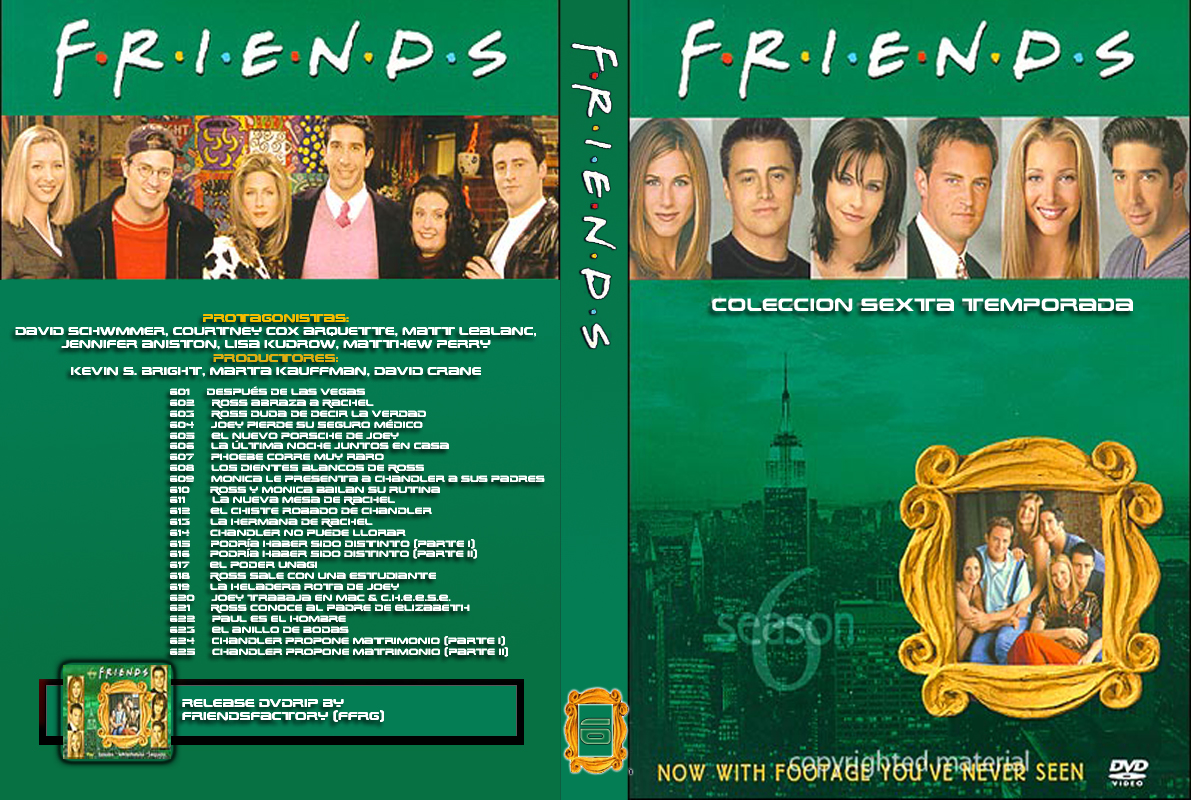 F·R·I·E·N·D·S
PROTAGONISTAS:
DAVID SCHWMMER, COURTNEY COX ARQUETTE, MATT LEBLANC,
JENNIFER ANISTON, LISA KUDROW, MATTHEW PERRY
PRODUCTORES:
KEVIN S. BRIGHT, MARTA KAUFFMAN, DAVID CRANE
601 DESPUÉS DE LAS VEGAS
602 ROSS ABRAZA A RACHEL
603 ROSS DUDA DE DECIR LA VERDAD
604 JOEY PIERDE SU SEGURO MÉDICO
605 EL NUEVO PORSCHE DE JOEY
606 LA ÚLTIMA NOCHE JUNTOS EN CASA
607 PHOEBE CORRE MUY RARO
608 LOS DIENTES BLANCOS DE ROSS
609 MONICA LE PRESENTA A CHANDLER A SUS PADRES
610 ROSS Y MONICA BAILAN SU RUTINA
611 LA NUEVA MESA DE RACHEL
612 EL CHISTE ROBADO DE CHANDLER
613 LA HERMANA DE RACHEL
614 CHANDLER NO PUEDE LLORAR
615 PODRÍA HABER SIDO DISTINTO (PARTE I)
616 PODRÍA HABER SIDO DISTINTO (PARTE II)
617 EL PODER UNAGI
618 ROSS SALE CON UNA ESTUDIANTE
619 LA HELADERA ROTA DE JOEY
620 JOEY TRABAJA EN MAC & C.H.E.E.S.E.
621 ROSS CONOCE AL PADRE DE ELIZABETH
622 PAUL ES EL HOMBRE
623 EL ANILLO DE BODAS
624 CHANDLER PROPONE MATRIMONIO (PARTE I)
625 CHANDLER PROPONE MATRIMONIO (PARTE II)
FRIENDS
RELEASE DVDRIP BY
FRIENDSFACTORY (FFRG)
F·R·I·E·N·D·S
6
F·R·I·E·N·D·S
COLECCION SEXTA TEMPORADA
season 6
copyrighted material
NOW WITH FOOTAGE YOU'VE NEVER SEEN
DVD
VIDEO